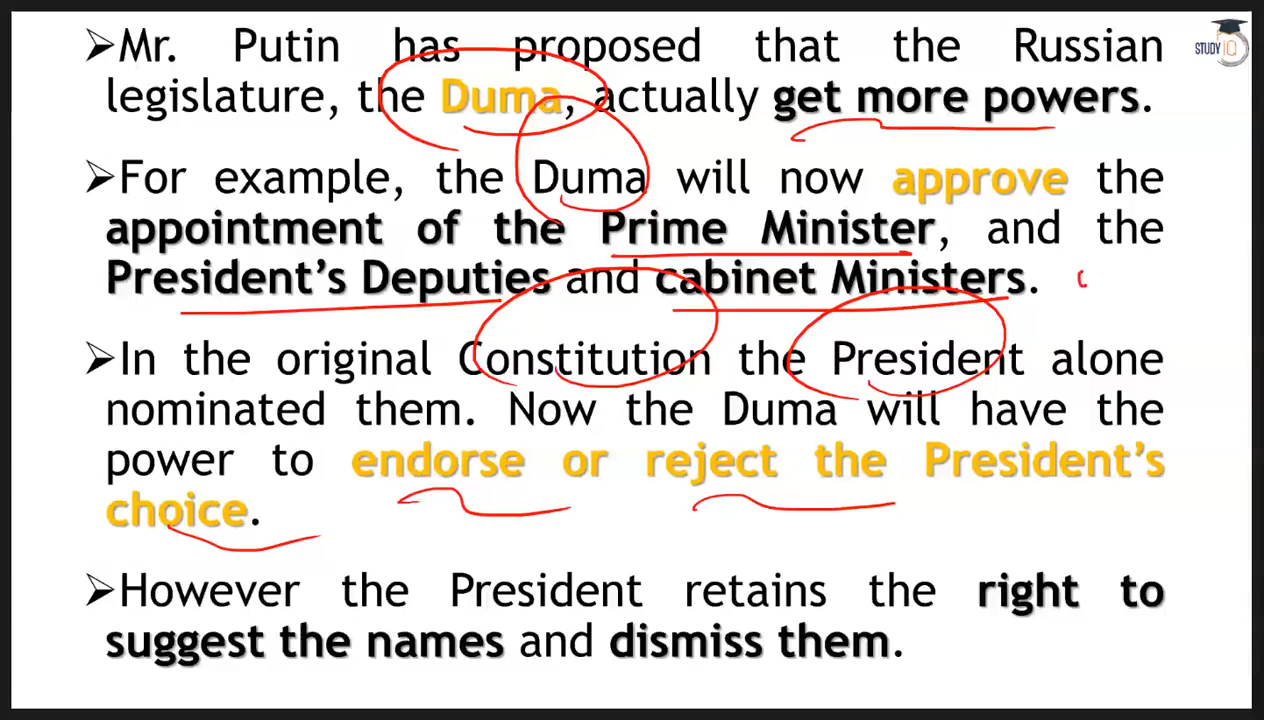 ➢Mr. Putin has proposed that the Russian
legislature, the Duma, actually get more powers.
➢For example, the Duma will now approve the
appointment of the Prime Minister, and the
President's Deputies and cabinet Ministers.
➢In the original Constitution the President alone
nominated them. Now the Duma will have the
power to endorse or reject the President's
choice.
➢However the President retains the right to
suggest the names and dismiss them.
STUDY IQ